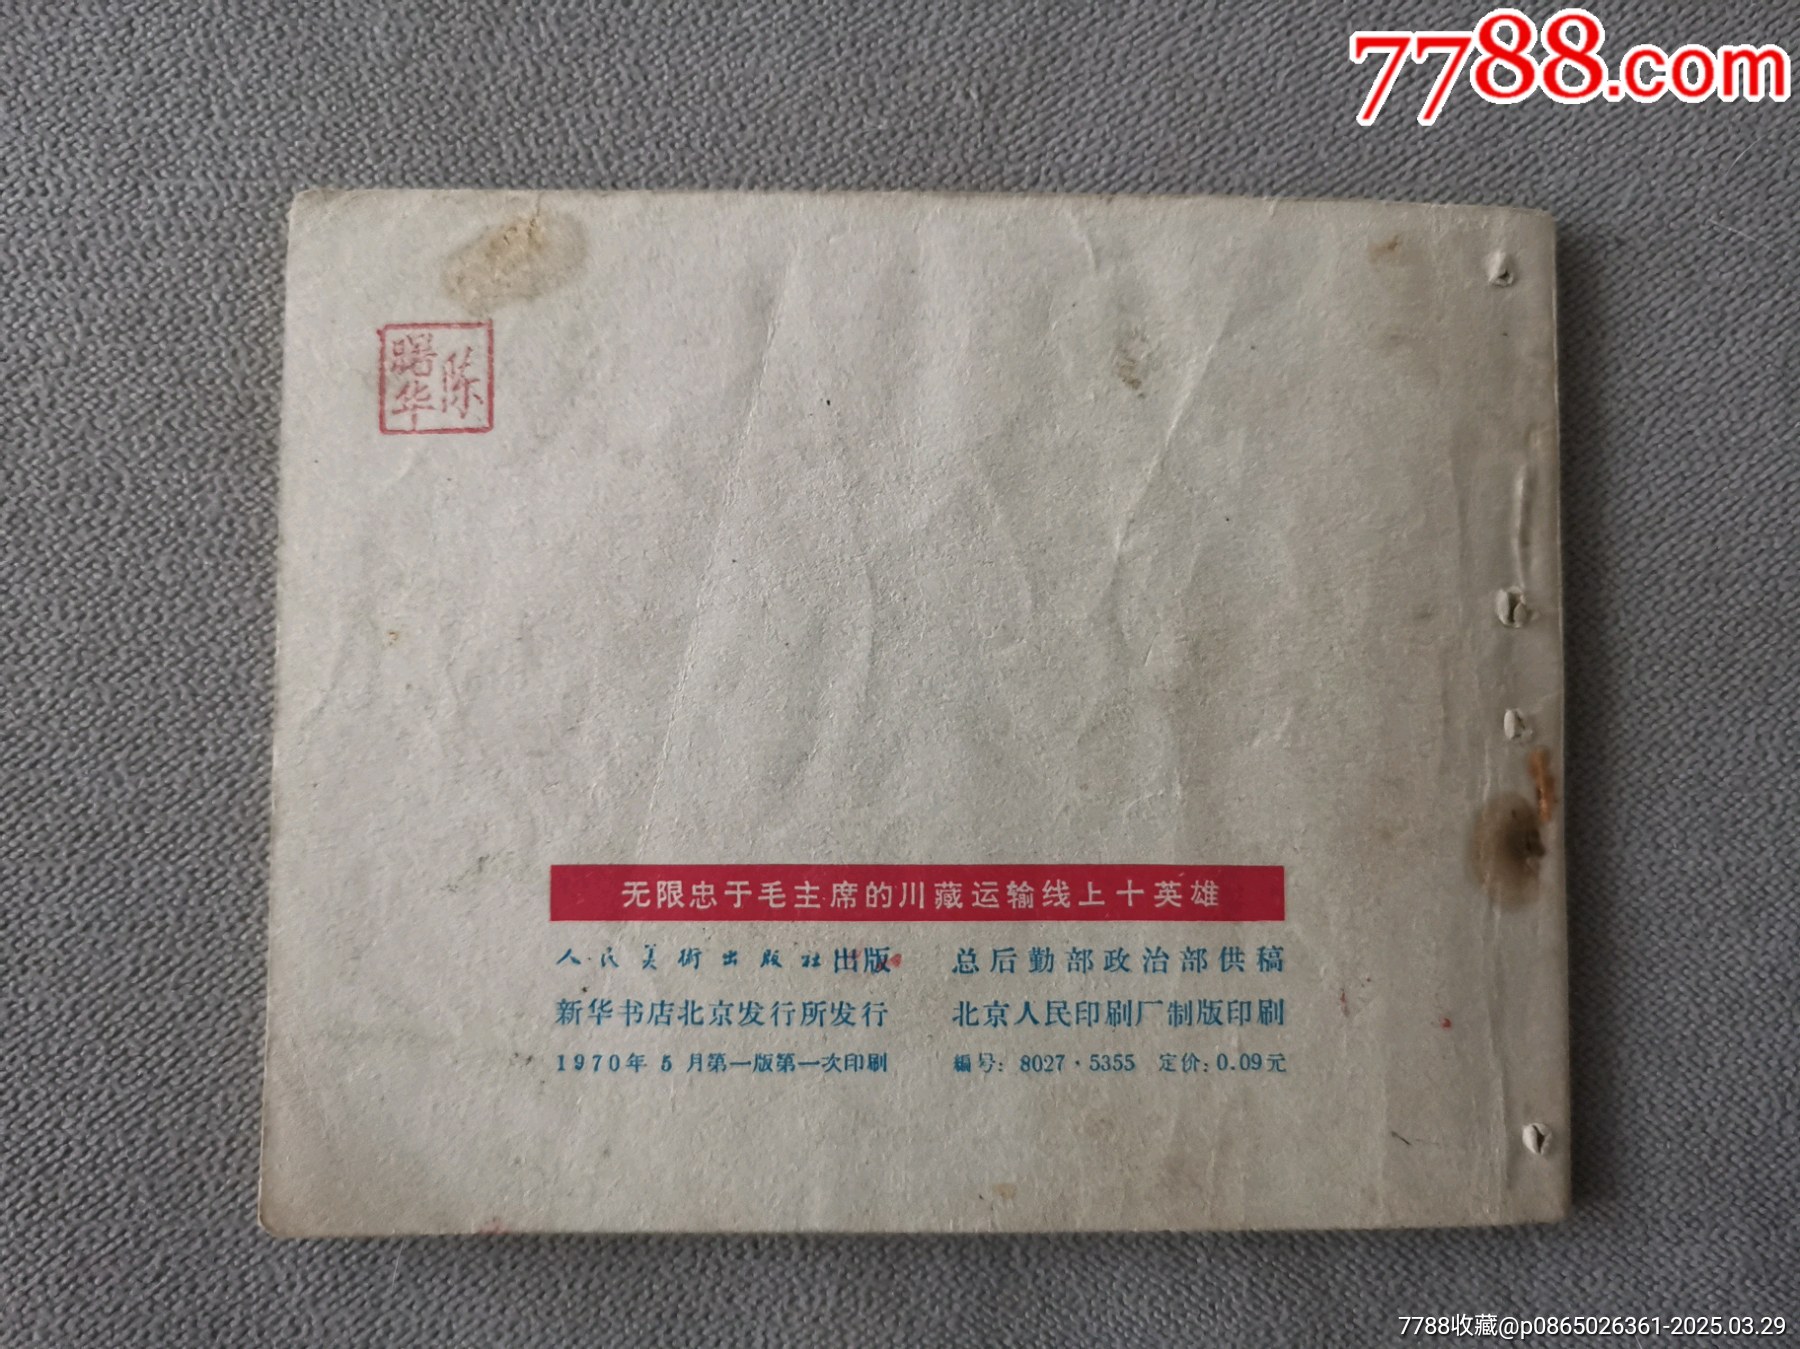 7788.com
陈
曙华
无限忠于毛主席的川藏运输线上十英雄
人民美術出版社出版
新华书店北京发行所发行
1970年5月第一版第一次印刷
总后勤部政治部供稿
北京人民印刷厂制版印刷
编号：8027·5355 定价：0.09元
7788收藏@p0865026361-2025.03.29